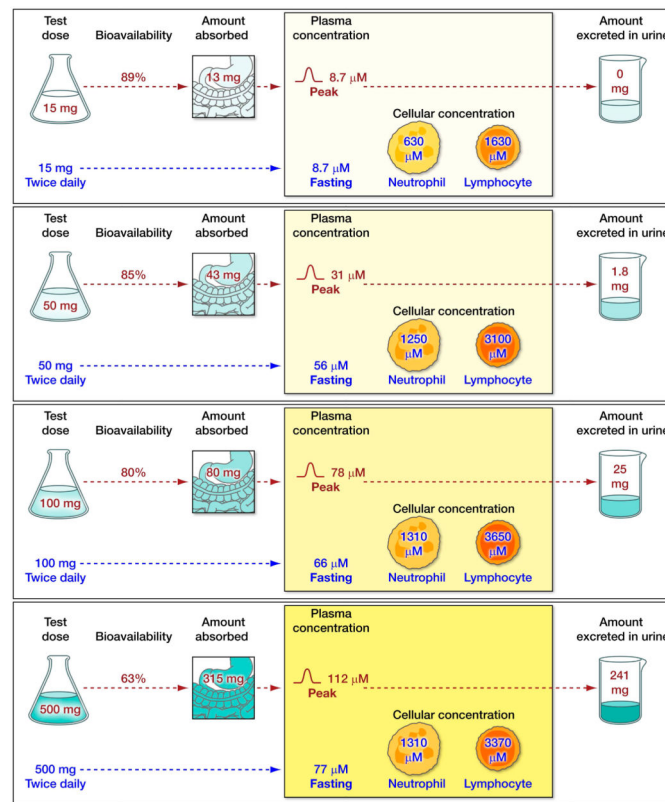 Test dose
Bioavailability
Amount absorbed
Plasma concentration
Amount excreted in urine
15 mg
89%
13 mg
8.7 μM
Peak
0 mg
Cellular concentration
630 μM
1630 μM
15 mg
Twice daily
8.7 μM
Fasting
Neutrophil
Lymphocyte
Test dose
Bioavailability
Amount absorbed
Plasma concentration
Amount excreted in urine
50 mg
85%
43 mg
31 μM
Peak
1.8 mg
Cellular concentration
1250 μM
3100 μM
50 mg
Twice daily
56 μM
Fasting
Neutrophil
Lymphocyte
Test dose
Bioavailability
Amount absorbed
Plasma concentration
Amount excreted in urine
100 mg
80%
80 mg
78 μM
Peak
25 mg
Cellular concentration
1310 μM
3650 μM
100 mg
Twice daily
66 μM
Fasting
Neutrophil
Lymphocyte
Test dose
Bioavailability
Amount absorbed
Plasma concentration
Amount excreted in urine
500 mg
63%
315 mg
112 μM
Peak
241 mg
Cellular concentration
1310 μM
3370 μM
500 mg
Twice daily
77 μM
Fasting
Neutrophil
Lymphocyte